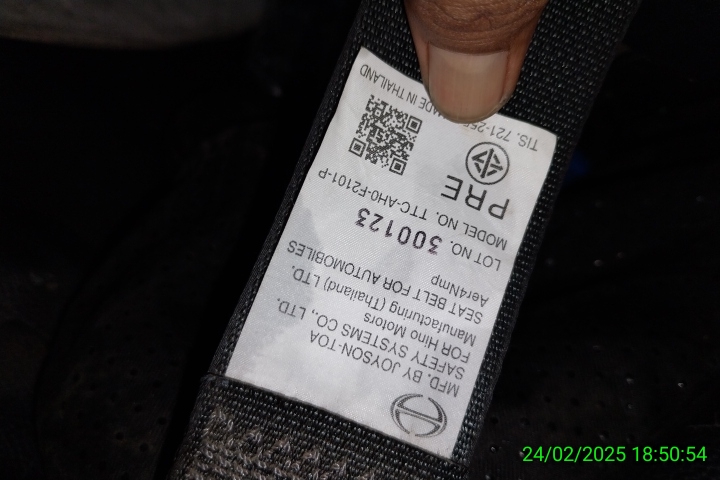 MFD. BY JOYSON-TOA
SAFETY SYSTEMS CO., LTD.
FOR Hino Motors
Manufacturing (Thailand) LTD.
Aer4Nmp
SEAT BELT FOR AUTOMOBILES
LOT NO. 300123
MODEL NO. TTC-AH0-F2101-P
PRE
TIS. 721-25 MADE IN THAILAND
24/02/2025 18:50:54